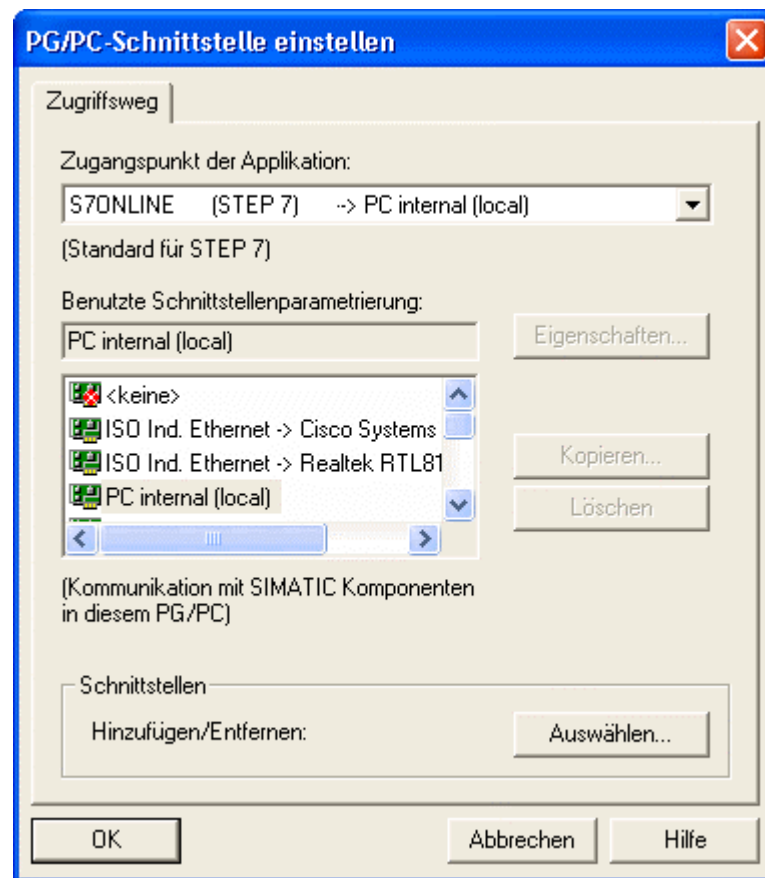 PG/PC-Schnittstelle einstellen
Zugriffsweg
Zugangspunkt der Applikation:
S7ONLINE (STEP 7) --> PC internal (local)
(Standard für STEP 7)
Benutzte Schnittstellenparametrierung:
PC internal (local)
Eigenschaften...
<keine>
ISO Ind. Ethernet -> Cisco Systems
ISO Ind. Ethernet -> Realtek RTL81
PC internal (local)
Kopieren...
Löschen
(Kommunikation mit SIMATIC Komponenten
in diesem PG/PC)
Schnittstellen
Hinzufügen/Entfernen:
Auswählen...
OK
Abbrechen
Hilfe